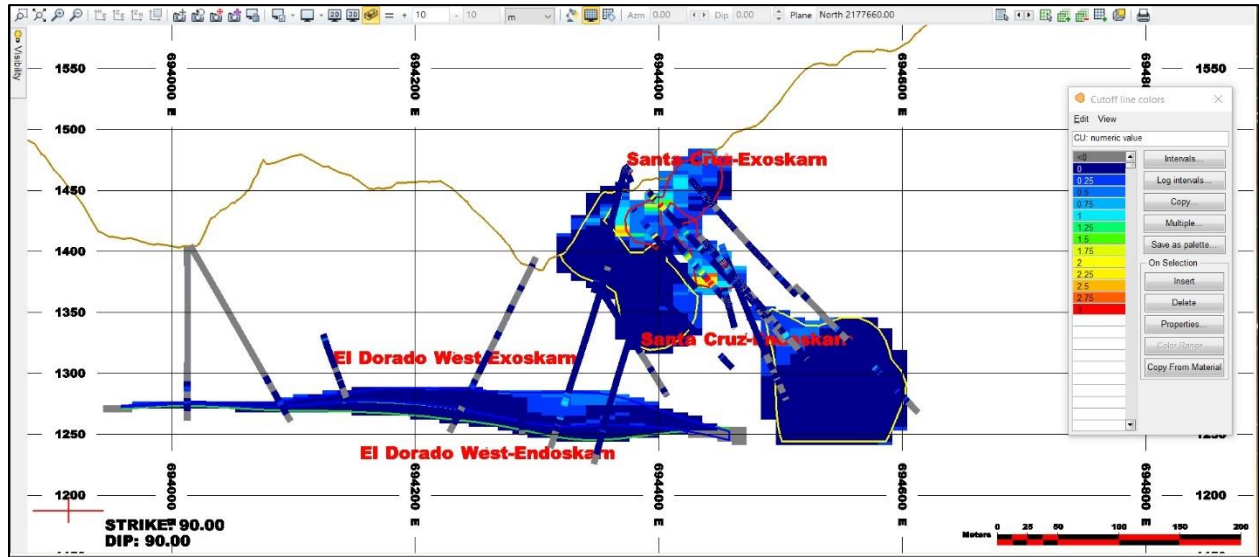 = + 10 - 10 m Azm 0.00 Dip 0.00 Plane North 2177660.00
Visibility
694000 E
694200 E
694400 E
694600 E
1550
1550
1500
1450
1400
1350
1300
1250
1200
1200
Santa Cruz-Exoskarn
El Dorado West-Exoskarn
El Dorado West-Endoskarn
694000 E
694200 E
694400 E
694600 E
694800 E
STRIKE: 90.00
DIP: 90.00
Meters 0 25 50 100 150 200
Cutoff line colors
Edit View
CU: numeric value
<0
0
0.25
0.5
0.75
1
1.25
1.5
1.75
2
2.25
2.5
2.75
3
Intervals...
Log intervals...
Copy...
Multiple...
Save as palette...
On Selection
Insert
Delete
Properties...
Color Range...
Copy From Material